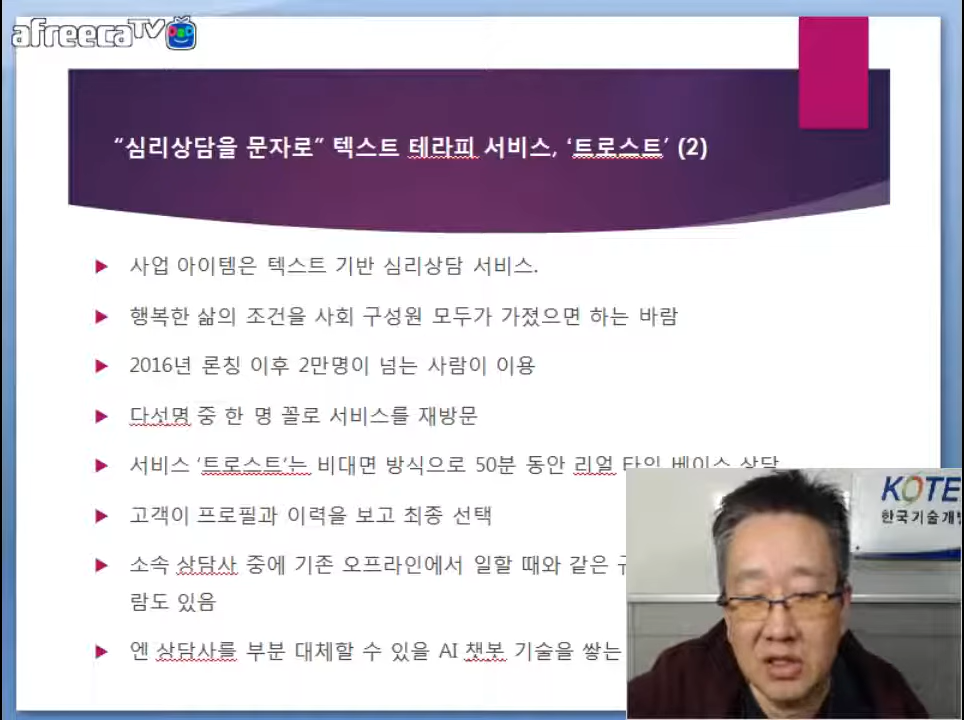 afreecaTV
“심리상담을 문자로” 텍스트 테라피 서비스, ‘트로스트’ (2)
사업 아이템은 텍스트 기반 심리상담 서비스.
행복한 삶의 조건을 사회 구성원 모두가 가졌으면 하는 바람
2016년 론칭 이후 2만명이 넘는 사람이 이용
다섯명 중 한 명 꼴로 서비스를 재방문
서비스 ‘트로스트’는 비대면 방식으로 50분 동안 리얼 타임 베이스 상담
고객이 프로필과 이력을 보고 최종 선택
소속 상담사 중에 기존 오프라인에서 일할 때와 같은
람도 있음
엔 상담사를 부분 대체할 수 있을 AI 챗봇 기술을 쌓는
KOTE
한국기술개발